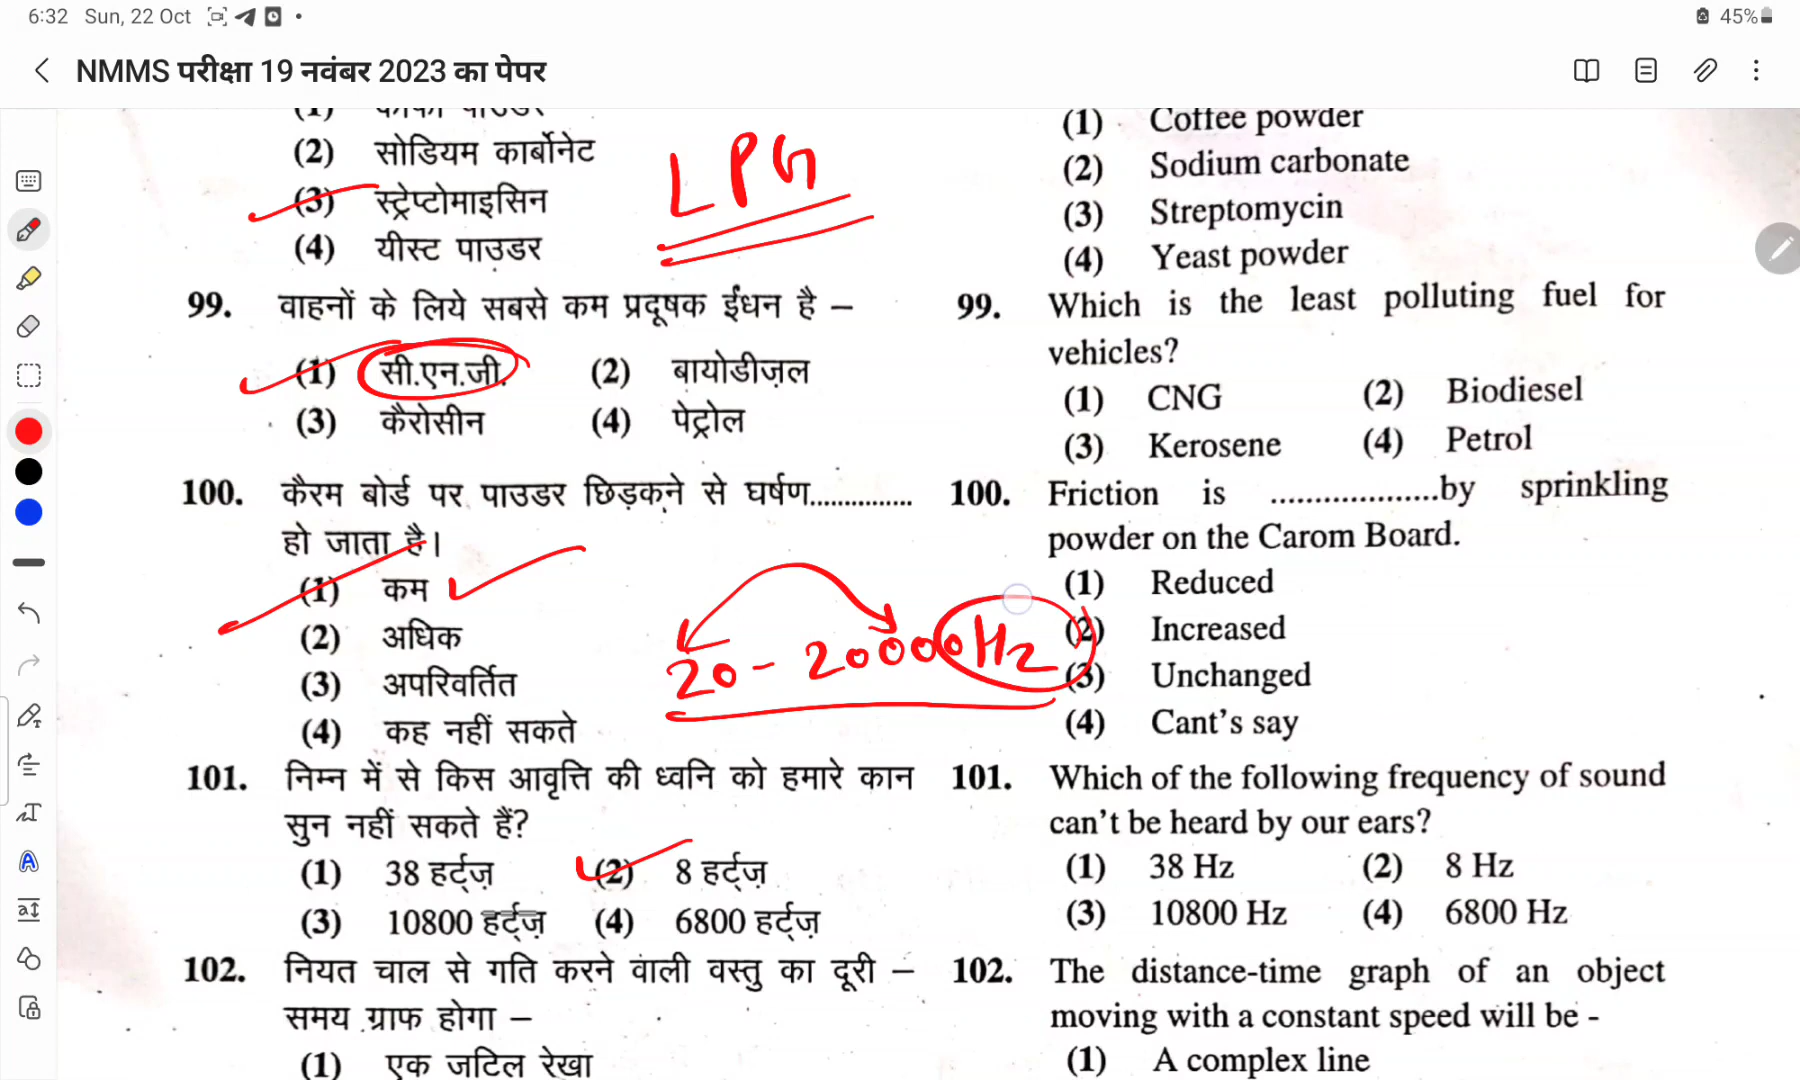 6:32 Sun, 22 Oct
45%
NMMS परीक्षा 19 नवंबर 2023 का पेपर
(1) कॉफी पाउडर
(2) सोडियम कार्बोनेट
(3) स्ट्रेप्टोमाइसिन
(4) यीस्ट पाउडर
LPG
99. वाहनों के लिये सबसे कम प्रदूषक ईंधन है –
(1) सी.एन.जी. (2) बायोडीज़ल
(3) कैरोसीन (4) पेट्रोल
100. कैरम बोर्ड पर पाउडर छिड़कने से घर्षण...............
हो जाता है।
(1) कम
(2) अधिक
(3) अपरिवर्तित
(4) कह नहीं सकते
20 - 20000Hz
101. निम्न में से किस आवृत्ति की ध्वनि को हमारे कान
सुन नहीं सकते हैं?
(1) 38 हर्ट्ज़ (2) 8 हर्ट्ज़
(3) 10800 हर्ट्ज़ (4) 6800 हर्ट्ज़
102. नियत चाल से गति करने वाली वस्तु का दूरी –
समय ग्राफ होगा –
(1) एक जटिल रेखा
(1) Coffee powder
(2) Sodium carbonate
(3) Streptomycin
(4) Yeast powder
99. Which is the least polluting fuel for
vehicles?
(1) CNG (2) Biodiesel
(3) Kerosene (4) Petrol
100. Friction is ...................by sprinkling
powder on the Carom Board.
(1) Reduced
(2) Increased
(3) Unchanged
(4) Cant's say
101. Which of the following frequency of sound
can't be heard by our ears?
(1) 38 Hz (2) 8 Hz
(3) 10800 Hz (4) 6800 Hz
102. The distance-time graph of an object
moving with a constant speed will be -
(1) A complex line